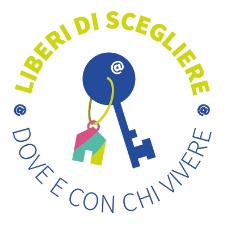 LIBERI DI SCEGLIERE
@
@ DOVE E CON CHI VIVERE @